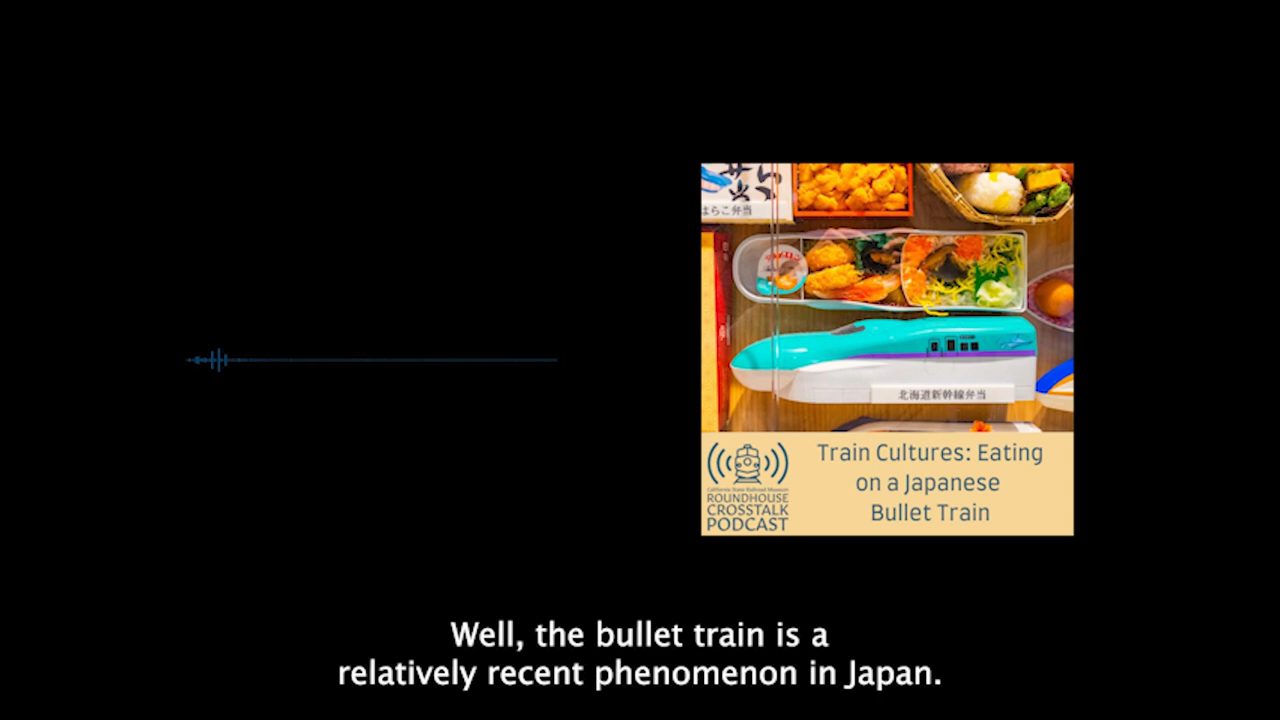 はらこ弁当
北海道新幹線弁当
California State Railroad Museum
ROUNDHOUSE
CROSSTALK
PODCAST
Train Cultures: Eating
on a Japanese
Bullet Train
Well, the bullet train is a
relatively recent phenomenon in Japan.